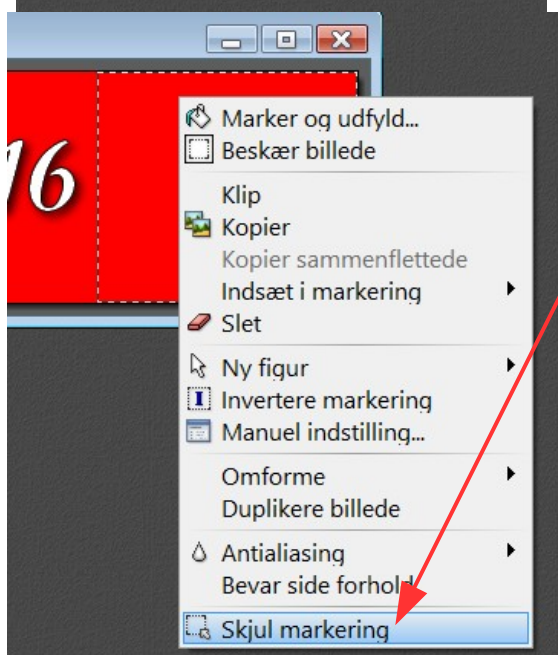 16
Marker og udfyld...
Beskær billede
Klip
Kopier
Kopier sammenflettede
Indsæt i markering
Slet
Ny figur
Invertere markering
Manuel indstilling...
Omforme
Duplikere billede
Antialiasing
Bevar side forhold
Skjul markering